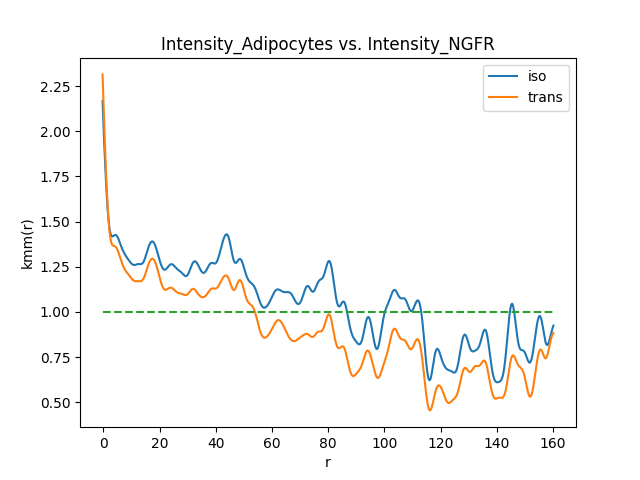 Intensity_Adipocytes vs. Intensity_NGFR
iso
trans
2.25
2.00
1.75
1.50
1.25
1.00
0.75
0.50
kmm(r)
0 20 40 60 80 100 120 140 160
r